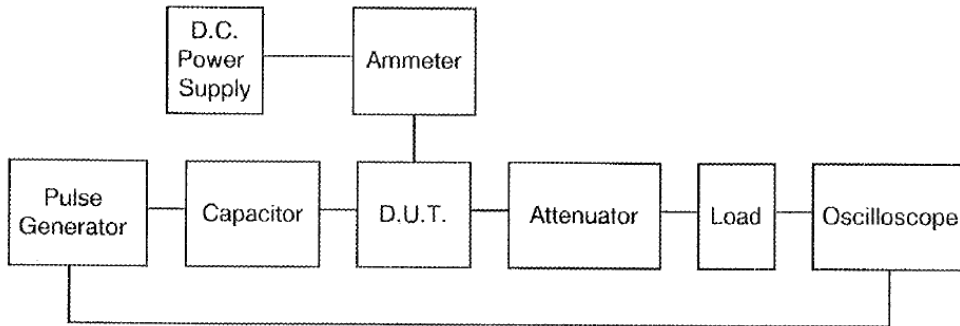 D.C.
Power
Supply
Ammeter
Pulse
Generator
Capacitor
D.U.T.
Attenuator
Load
Oscilloscope